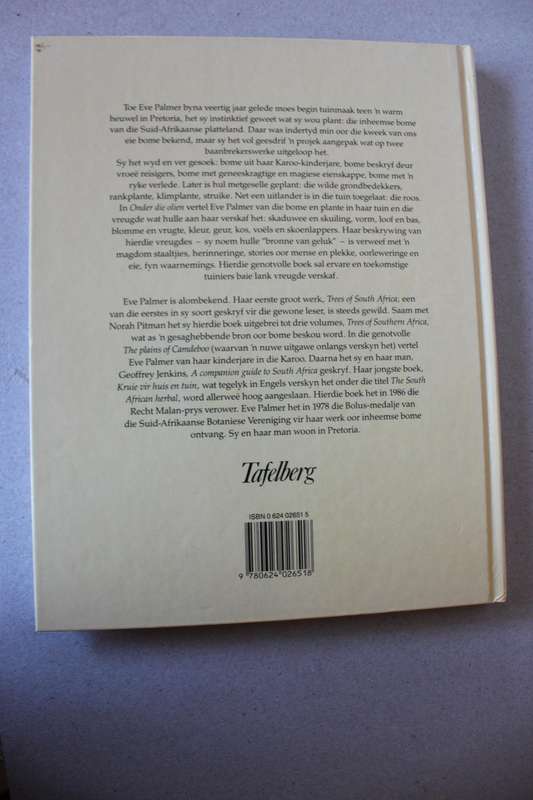 Toe Eve Palmer byna veertig jaar gelede moes begin tuinmaak teen 'n warm
heuwel in Pretoria, het sy instinktief geweet wat sy wou plant: die inheemse bome
van die Suid-Afrikaanse platteland. Daar was indertyd min oor die kweek van ons
eie bome bekend, maar sy het vol geesdrif 'n projek aangepak wat op twee
baanbrekerswerke uitgeloop het.
Sy het wyd en ver gesoek: bome uit haar Karoo-kinderjare, bome beskryf deur
vroeë reisigers, bome met geneeskragtige en magiese eienskappe, bome met 'n
ryke verlede. Later is hul metgeselle geplant: die wilde grondbedekkers,
rankplante, klimplante, struike. Net een uitlander is in die tuin toegelaat: die roos.
In Onder die olien vertel Eve Palmer van die bome en plante in haar tuin en die
vreugde wat hulle aan haar verskaf het: skaduwee en skuiling, vorm, loof en bas,
blomme en vrugte, kleur, geur, kos, voëls en skoenlappers. Haar beskrywing van
hierdie vreugdes – sy noem hulle "bronne van geluk" – is verweef met 'n
magdom staaltjies, herinneringe, stories oor mense en plekke, oorleweringe en
eie, fyn waarnemings. Hierdie genotvolle boek sal ervare en toekomstige
tuiniers baie lank vreugde verskaf.
Eve Palmer is alombekend. Haar eerste groot werk, Trees of South Africa, een
van die eerstes in sy soort geskryf vir die gewone leser, is steeds gewild. Saam met
Norah Pitman het sy hierdie boek uitgebrei tot drie volumes, Trees of Southern Africa,
wat as 'n gesaghebbende bron oor bome beskou word. In die genotvolle
The plains of Camdeboo (waarvan 'n nuwe uitgawe onlangs verskyn het) vertel
Eve Palmer van haar kinderjare in die Karoo. Daarna het sy en haar man,
Geoffrey Jenkins, A companion guide to South Africa geskryf. Haar jongste boek,
Kruie vir huis en tuin, wat tegelyk in Engels verskyn het onder die titel The South
African herbal, word allerweë hoog aangeslaan. Hierdie boek het in 1986 die
Recht Malan-prys verower. Eve Palmer het in 1978 die Bolus-medalje van
die Suid-Afrikaanse Botaniese Vereniging vir haar werk oor inheemse bome
ontvang. Sy en haar man woon in Pretoria.
Tafelberg
ISBN 0 624 02651 5
9 780624 026518